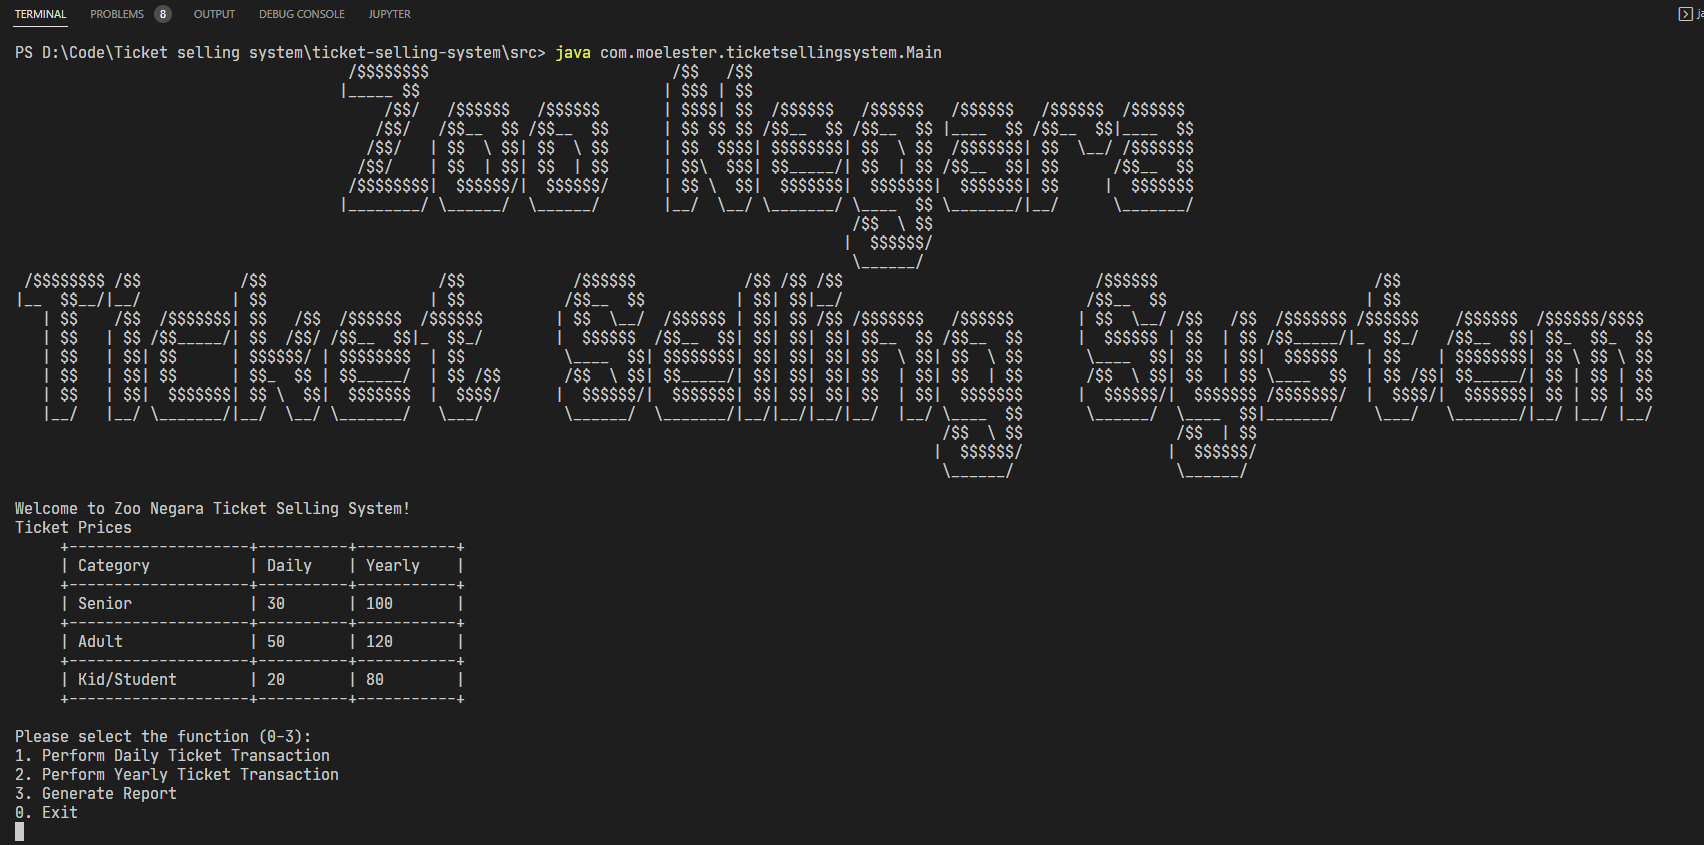 TERMINAL PROBLEMS 8 OUTPUT DEBUG CONSOLE JUPYTER
PS D:\Code\Ticket selling system\ticket-selling-system\src> java com.moelester.ticketsellingsystem.Main
Zoo Negara
Ticket Selling System
Welcome to Zoo Negara Ticket Selling System!
Ticket Prices
+--------------------+----------+-----------+
| Category | Daily | Yearly |
+--------------------+----------+-----------+
| Senior | 30 | 100 |
+--------------------+----------+-----------+
| Adult | 50 | 120 |
+--------------------+----------+-----------+
| Kid/Student | 20 | 80 |
+--------------------+----------+-----------+
Please select the function (0-3):
1. Perform Daily Ticket Transaction
2. Perform Yearly Ticket Transaction
3. Generate Report
0. Exit